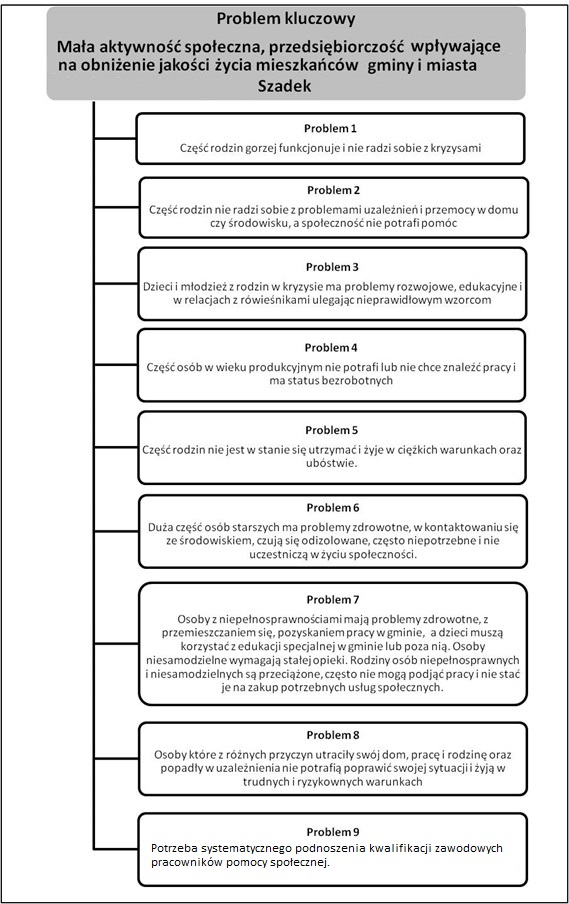 Problem kluczowy
Mała aktywność społeczna, przedsiębiorczość wpływające
na obniżenie jakości życia mieszkańców gminy i miasta
Szadek
Problem 1
Część rodzin gorzej funkcjonuje i nie radzi sobie z kryzysami
Problem 2
Część rodzin nie radzi sobie z problemami uzależnień i przemocy w domu
czy środowisku, a społeczność nie potrafi pomóc
Problem 3
Dzieci i młodzież z rodzin w kryzysie ma problemy rozwojowe, edukacyjne i
w relacjach z rówieśnikami ulegając nieprawidłowym wzorcom
Problem 4
Część osób w wieku produkcyjnym nie potrafi lub nie chce znaleźć pracy i
ma status bezrobotnych
Problem 5
Część rodzin nie jest w stanie się utrzymać i żyje w ciężkich warunkach oraz
ubóstwie.
Problem 6
Duża część osób starszych ma problemy zdrowotne, w kontaktowaniu się
ze środowiskiem, czują się odizolowane, często niepotrzebne i nie
uczestniczą w życiu społeczności.
Problem 7
Osoby z niepełnosprawnościami mają problemy zdrowotne, z
przemieszczaniem się, pozyskaniem pracy w gminie, a dzieci muszą
korzystać z edukacji specjalnej w gminie lub poza nią. Osoby
niesamodzielne wymagają stałej opieki. Rodziny osób niepełnosprawnych
i niesamodzielnych są przeciążone, często nie mogą podjąć pracy i nie stać
je na zakup potrzebnych usług społecznych.
Problem 8
Osoby które z różnych przyczyn utraciły swój dom, pracę i rodzinę oraz
popadły w uzależnienia nie potrafią poprawić swojej sytuacji i żyją w
trudnych i ryzykownych warunkach
Problem 9
Potrzeba systematycznego podnoszenia kwalifikacji zawodowych
pracowników pomocy społecznej.